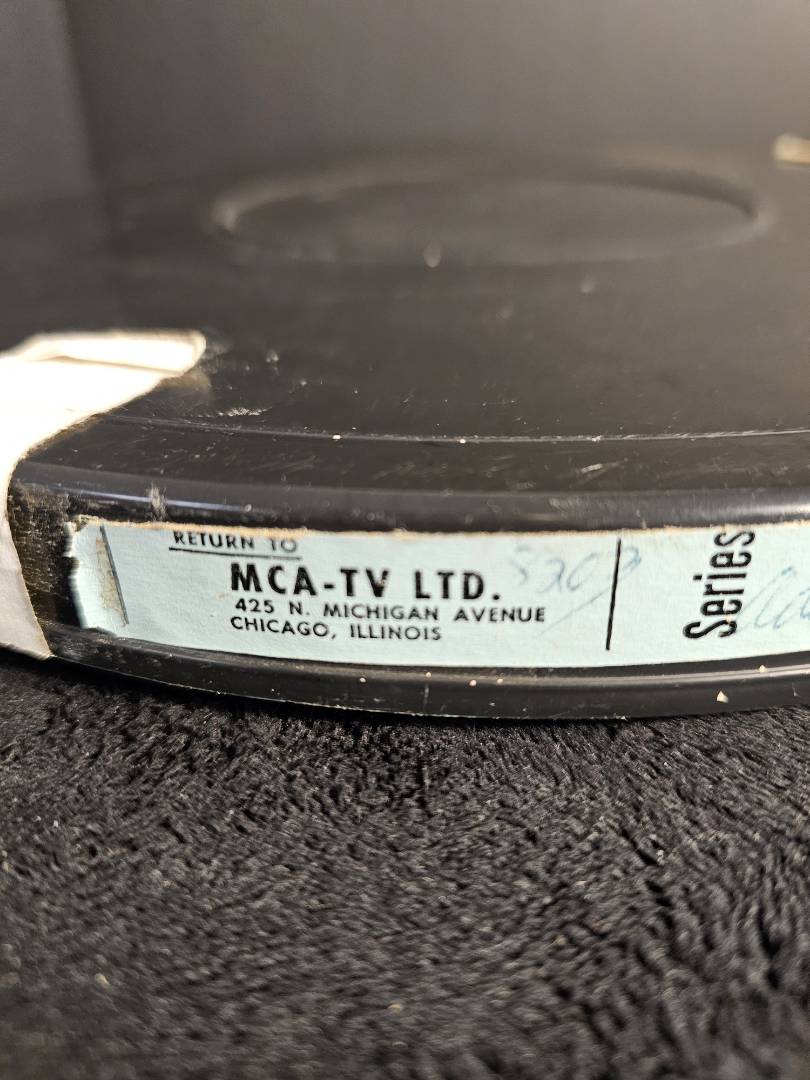 RETURN TO
MCA-TV LTD.
425 N. MICHIGAN AVENUE
CHICAGO, ILLINOIS
Series